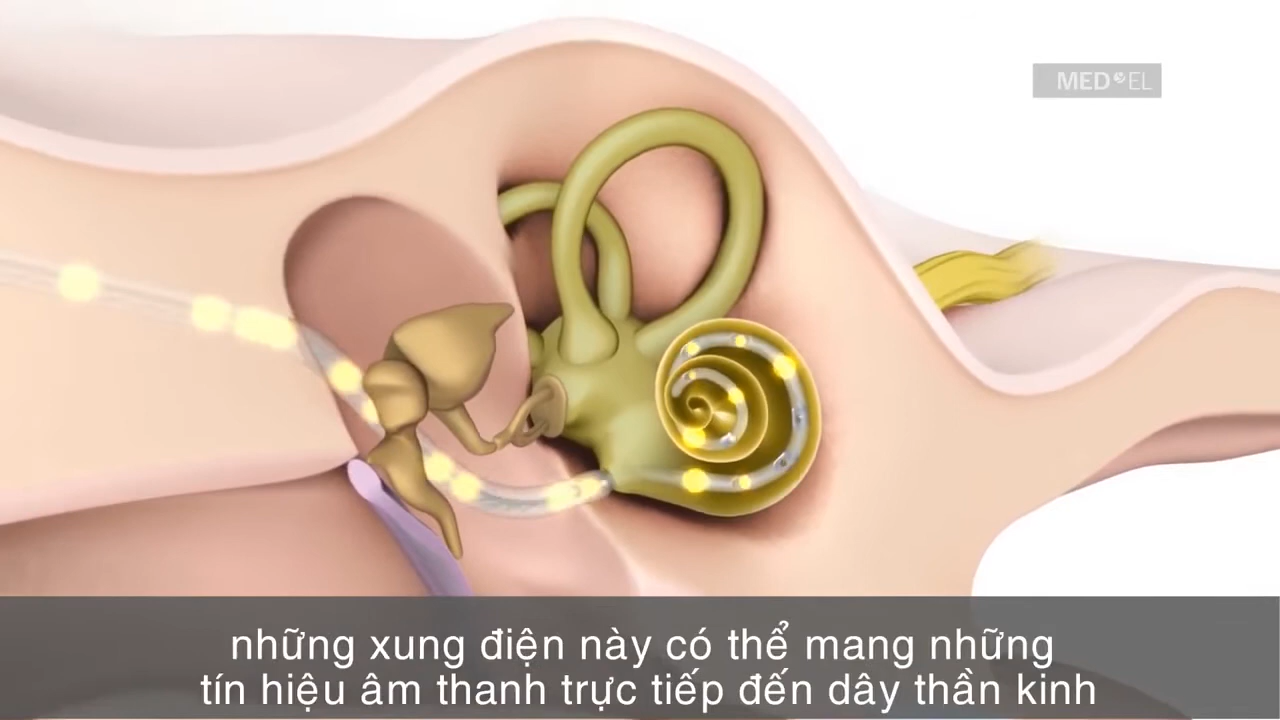 MED EL
những xung điện này có thể mang những
tín hiệu âm thanh trực tiếp đến dây thần kinh